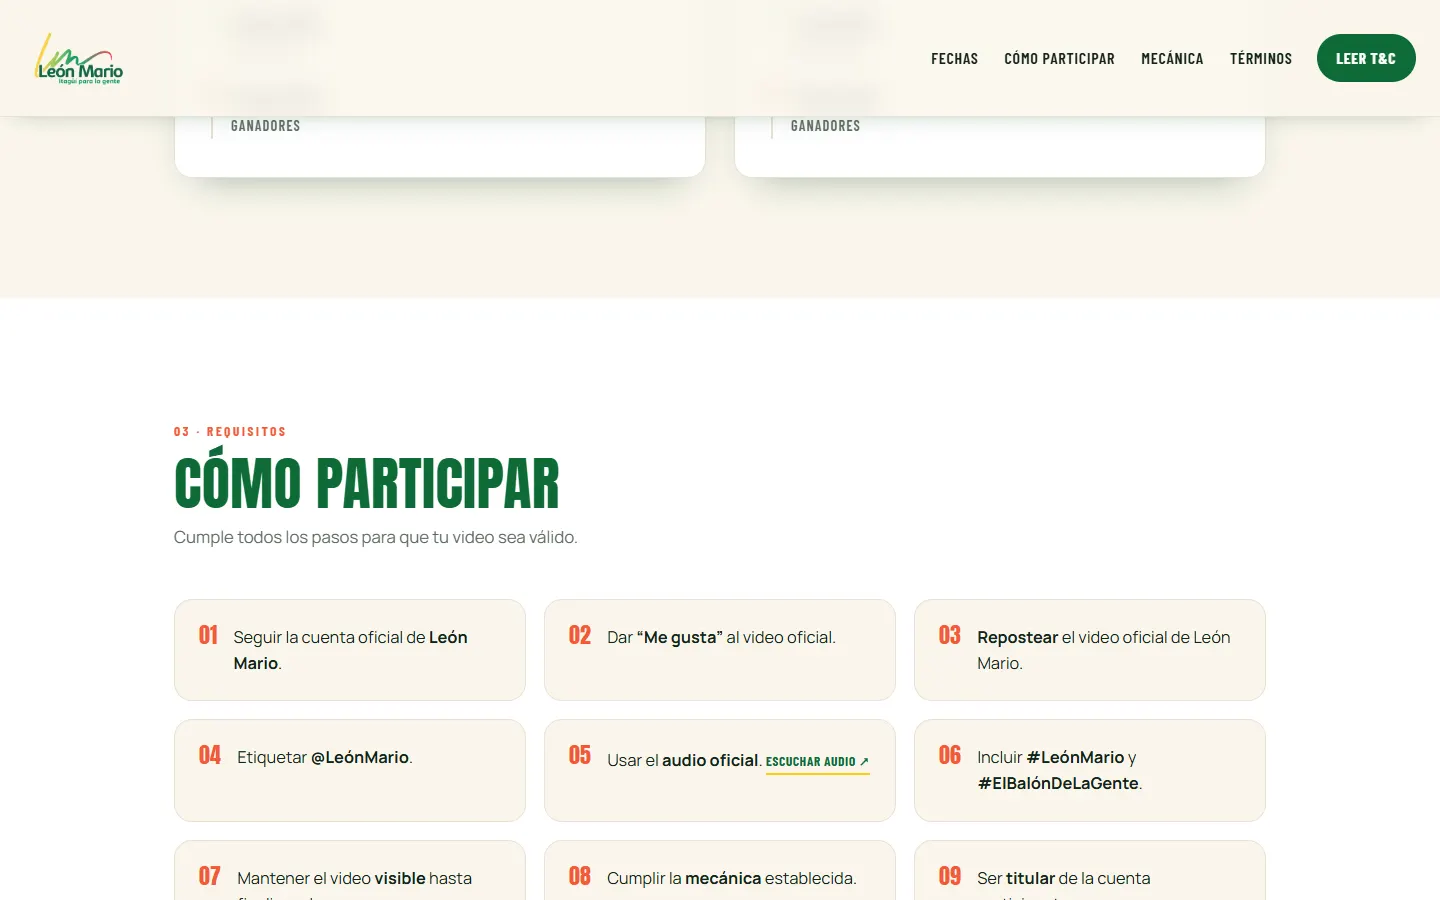 León Mario
Itagüí para la gente
FECHAS
CÓMO PARTICIPAR
MECÁNICA
TÉRMINOS
LEER T&C
GANADORES
GANADORES
03 · REQUISITOS
CÓMO PARTICIPAR
Cumple todos los pasos para que tu video sea válido.
01
Seguir la cuenta oficial de León
Mario.
02
Dar “Me gusta” al video oficial.
03
Repostear el video oficial de León
Mario.
04
Etiquetar @LeónMario.
05
Usar el audio oficial. ESCUCHAR AUDIO ↗
06
Incluir #LeónMario y
#ElBalónDeLaGente.
07
Mantener el video visible hasta
08
Cumplir la mecánica establecida.
09
Ser titular de la cuenta